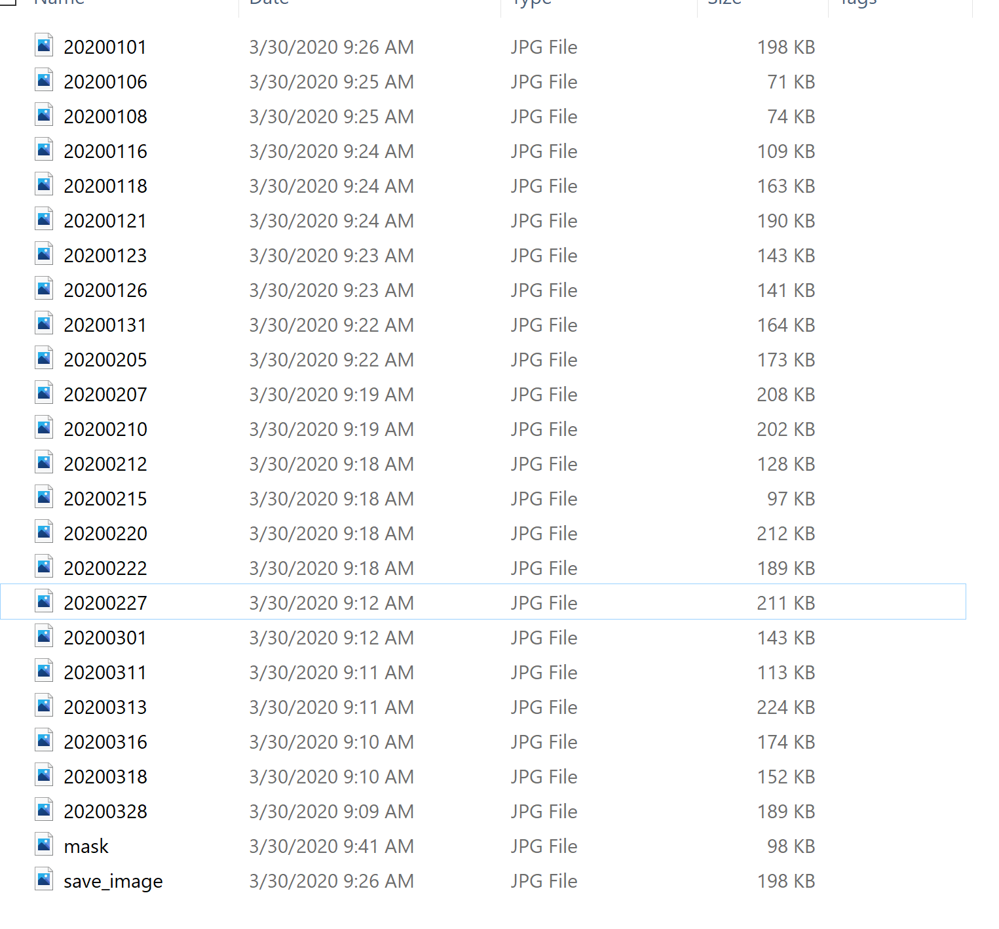 Name Date Type Size Tags
20200101 3/30/2020 9:26 AM JPG File 198 KB
20200106 3/30/2020 9:25 AM JPG File 71 KB
20200108 3/30/2020 9:25 AM JPG File 74 KB
20200116 3/30/2020 9:24 AM JPG File 109 KB
20200118 3/30/2020 9:24 AM JPG File 163 KB
20200121 3/30/2020 9:24 AM JPG File 190 KB
20200123 3/30/2020 9:23 AM JPG File 143 KB
20200126 3/30/2020 9:23 AM JPG File 141 KB
20200131 3/30/2020 9:22 AM JPG File 164 KB
20200205 3/30/2020 9:22 AM JPG File 173 KB
20200207 3/30/2020 9:19 AM JPG File 208 KB
20200210 3/30/2020 9:19 AM JPG File 202 KB
20200212 3/30/2020 9:18 AM JPG File 128 KB
20200215 3/30/2020 9:18 AM JPG File 97 KB
20200220 3/30/2020 9:18 AM JPG File 212 KB
20200222 3/30/2020 9:18 AM JPG File 189 KB
20200227 3/30/2020 9:12 AM JPG File 211 KB
20200301 3/30/2020 9:12 AM JPG File 143 KB
20200311 3/30/2020 9:11 AM JPG File 113 KB
20200313 3/30/2020 9:11 AM JPG File 224 KB
20200316 3/30/2020 9:10 AM JPG File 174 KB
20200318 3/30/2020 9:10 AM JPG File 152 KB
20200328 3/30/2020 9:09 AM JPG File 189 KB
mask 3/30/2020 9:41 AM JPG File 98 KB
save_image 3/30/2020 9:26 AM JPG File 198 KB